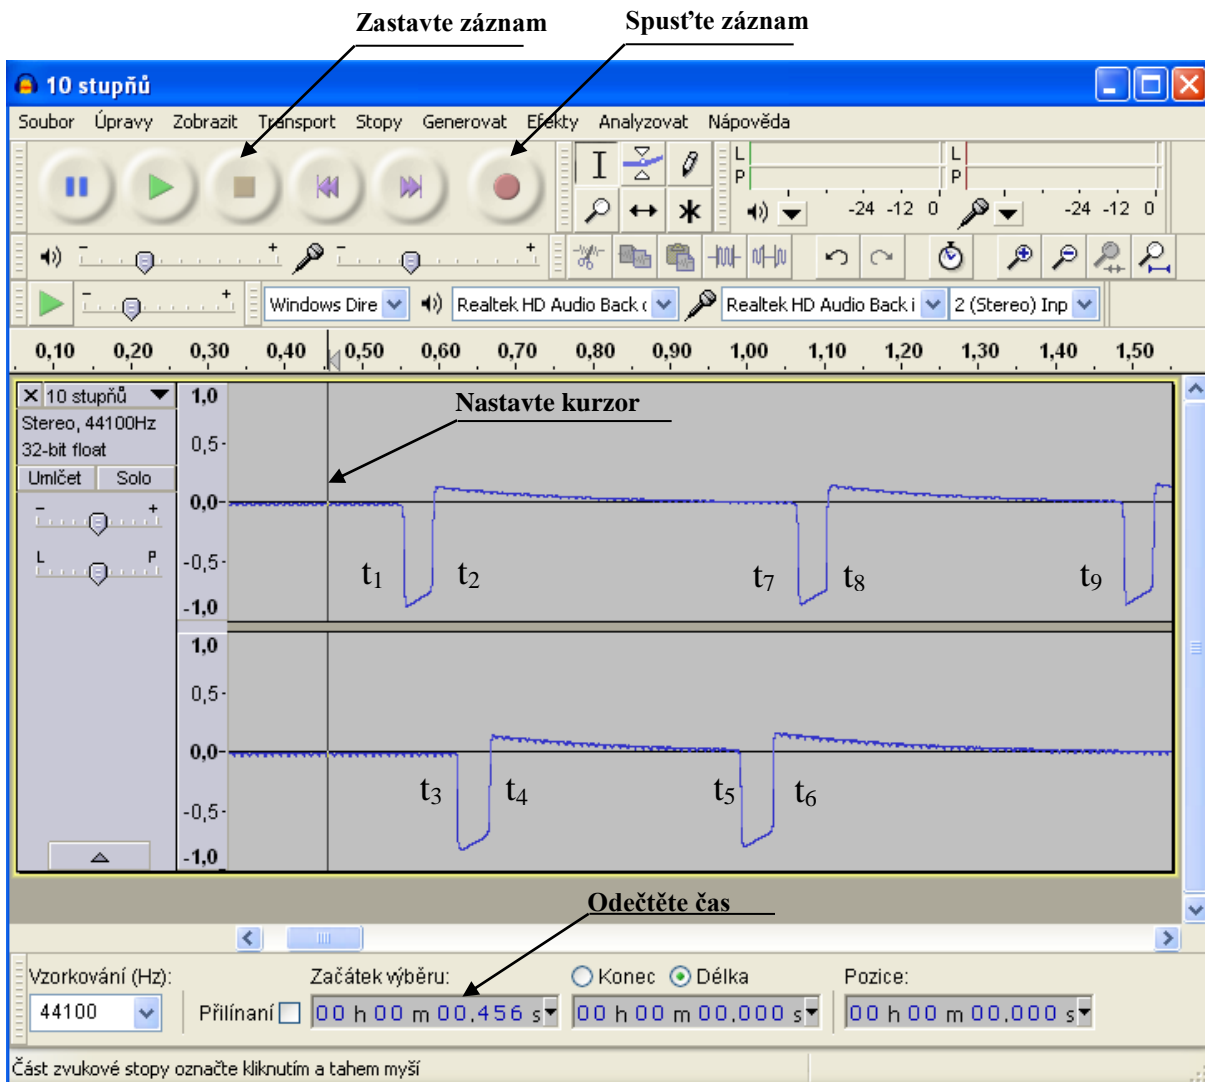 Zastavte záznam
Spusťte záznam
10 stupňů
Soubor Úpravy Zobrazit Transport Stopy Generovat Efekty Analyzovat Nápověda
L
P
-24 -12 0
L
P
-24 -12 0
- +
- +
- +
Windows Dire
Realtek HD Audio Back
Realtek HD Audio Back i
2 (Stereo) Inp
0,10 0,20 0,30 0,40 0,50 0,60 0,70 0,80 0,90 1,00 1,10 1,20 1,30 1,40 1,50
10 stupňů
Stereo, 44100Hz
32-bit float
Umlčet Solo
- +
L P
1,0
0,5
0,0
-0,5
-1,0
Nastavte kurzor
t₁ t₂ t₇ t₈ t₉
1,0
0,5
0,0
-0,5
-1,0
t₃ t₄ t₅ t₆
Odečtěte čas
Vzorkování (Hz): Začátek výběru: Konec Délka Pozice:
44100 Přilínaní 00 h 00 m 00,456 s 00 h 00 m 00,000 s 00 h 00 m 00,000 s
Část zvukové stopy označte kliknutím a tahem myší